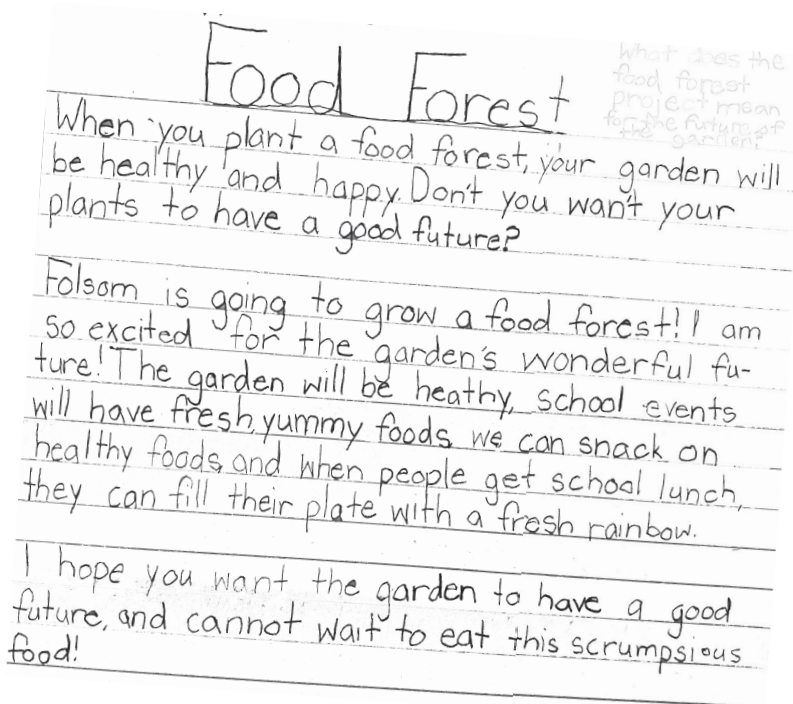 Food Forest
What does the
food forest
project mean
for the future of
the garden?
When you plant a food forest, your garden will
be healthy and happy. Don't you wan't your
plants to have a good future?
Folsom is going to grow a food forest! I am
so excited for the garden's wonderful fu-
ture! The garden will be heathy, school events
will have fresh, yummy foods, we can snack on
healthy foods, and when people get school lunch,
they can fill their plate with a fresh rainbow.
I hope you want the garden to have a good
future, and cannot wait to eat this scrumpsious
food!